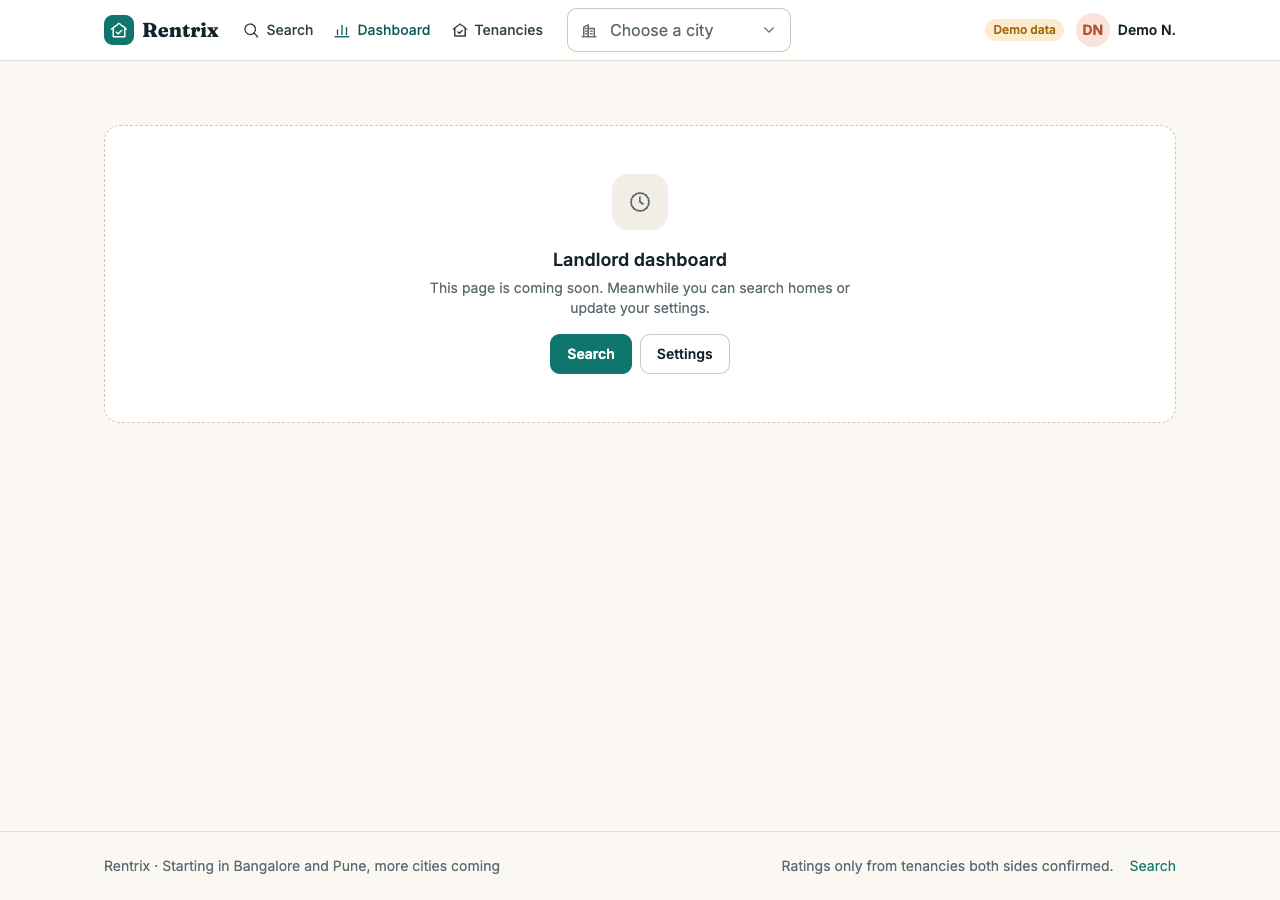 Rentrix
Search
Dashboard
Tenancies
Choose a city
Demo data
DN
Demo N.
Landlord dashboard
This page is coming soon. Meanwhile you can search homes or
update your settings.
Search
Settings
Rentrix · Starting in Bangalore and Pune, more cities coming
Ratings only from tenancies both sides confirmed.
Search